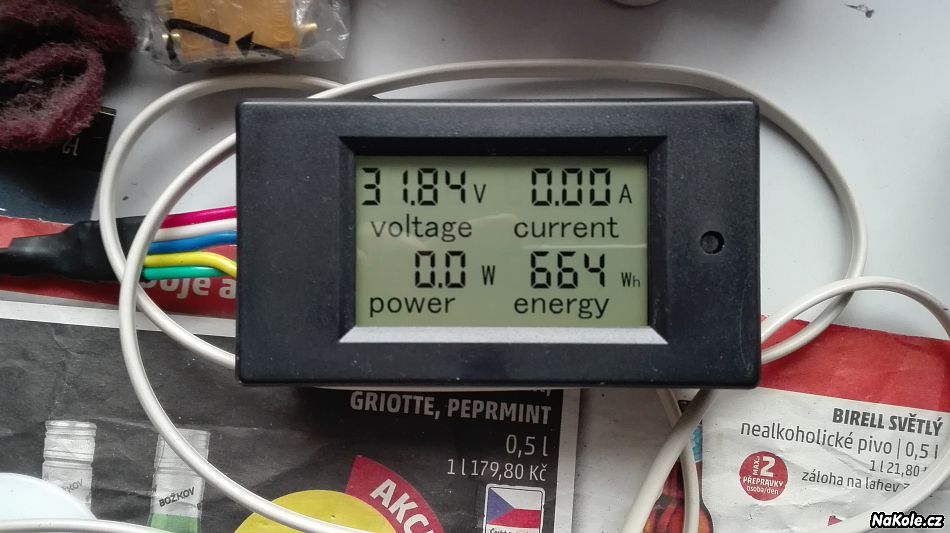 31.84 V 0.00 A
voltage current
0.0 W 664 Wh
power energy
GRIOTTE, PEPRMINT
0,5 l
1 l 179,80 Kč
AKC
BOŽKOV
BOŽKOV
BIRELL SVĚTLÝ
nealkoholické pivo | 0,5 l
1 l 21,80
záloha na lahev
MAX.
2
PŘEPRAVKY
osoba/den
NaKole.cz